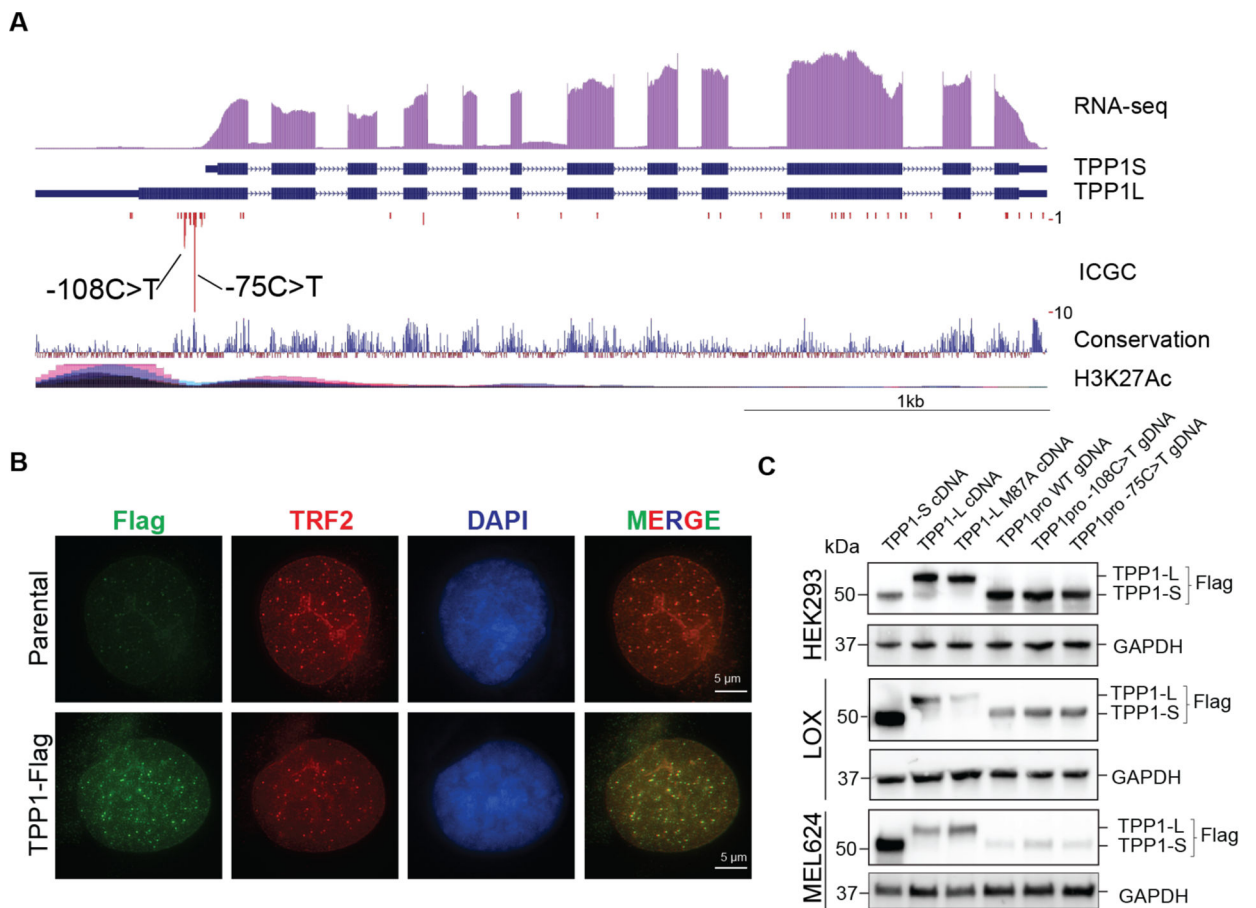 A
RNA-seq
TPP1S
TPP1L
-1
-108C>T
-75C>T
ICGC
-10
Conservation
H3K27Ac
1kb
B
Flag TRF2 DAPI MERGE
Parental
5 μm
TPP1-Flag
5 μm
C
TPP1-S cDNA
TPP1-L cDNA
TPP1-L M87A cDNA
TPP1pro WT gDNA
TPP1pro -108C>T gDNA
TPP1pro -75C>T gDNA
kDa
HEK293
TPP1-L
50 TPP1-S Flag
37 GAPDH
LOX
TPP1-L
50 TPP1-S Flag
37 GAPDH
MEL624
TPP1-L
50 TPP1-S Flag
37 GAPDH